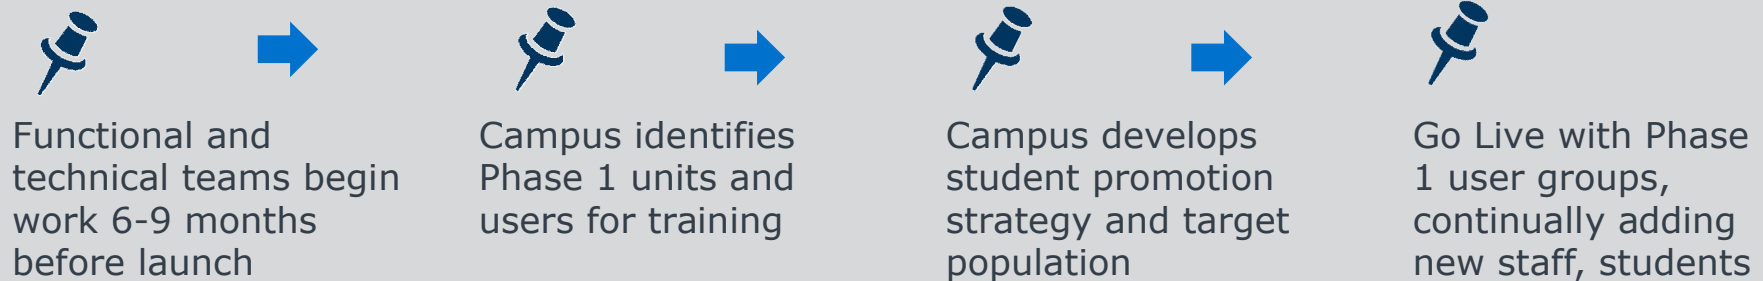 Functional and
technical teams begin
work 6-9 months
before launch
Campus identifies
Phase 1 units and
users for training
Campus develops
student promotion
strategy and target
population
Go Live with Phase
1 user groups,
continually adding
new staff, students